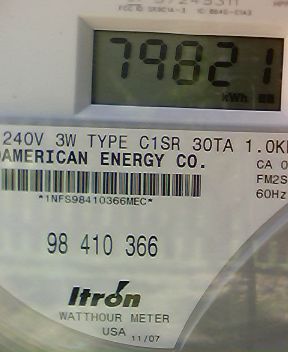 79821
kWh
240V 3W TYPE C1SR 30TA 1.0K
AMERICAN ENERGY CO.
CA 0
*1NFS98410366MEC*
FM2S
60Hz
98 410 366
Itron
WATTHOUR METER
USA 11/07